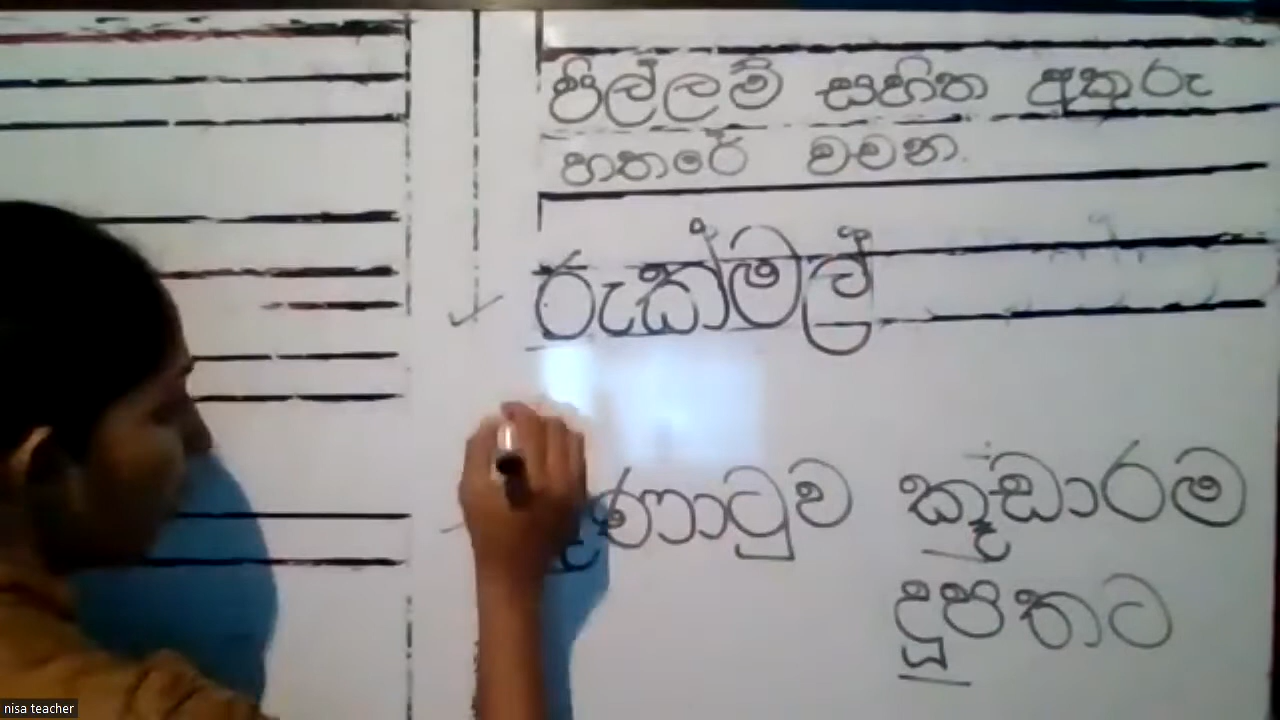 පිල්ලම් සහිත අකුරු
හතරේ වචන.
රුක්මල්
කූඩාරම
දූපතට
nisa teacher